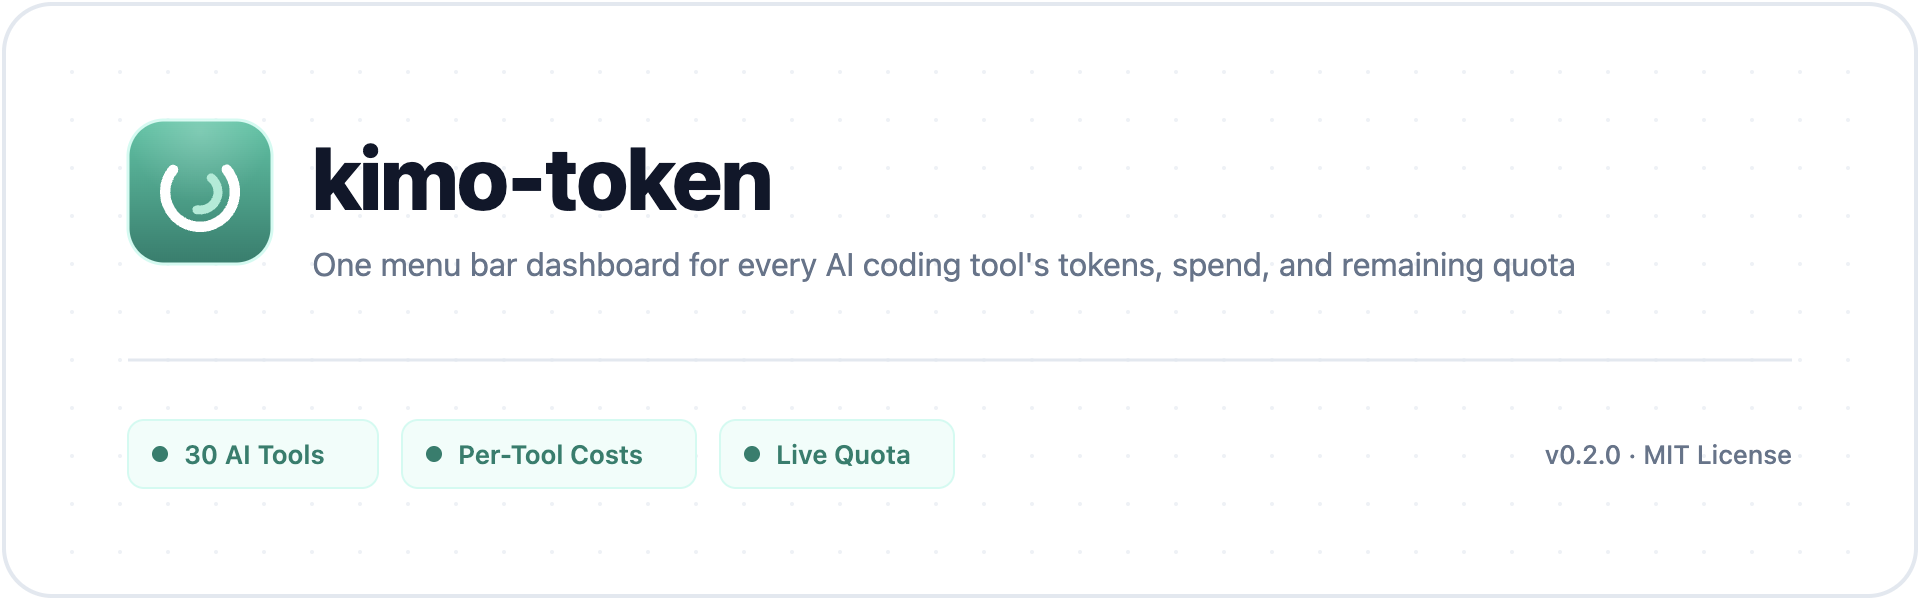 kimo-token
One menu bar dashboard for every AI coding tool's tokens, spend, and remaining quota
30 AI Tools
Per-Tool Costs
Live Quota
v0.2.0 · MIT License